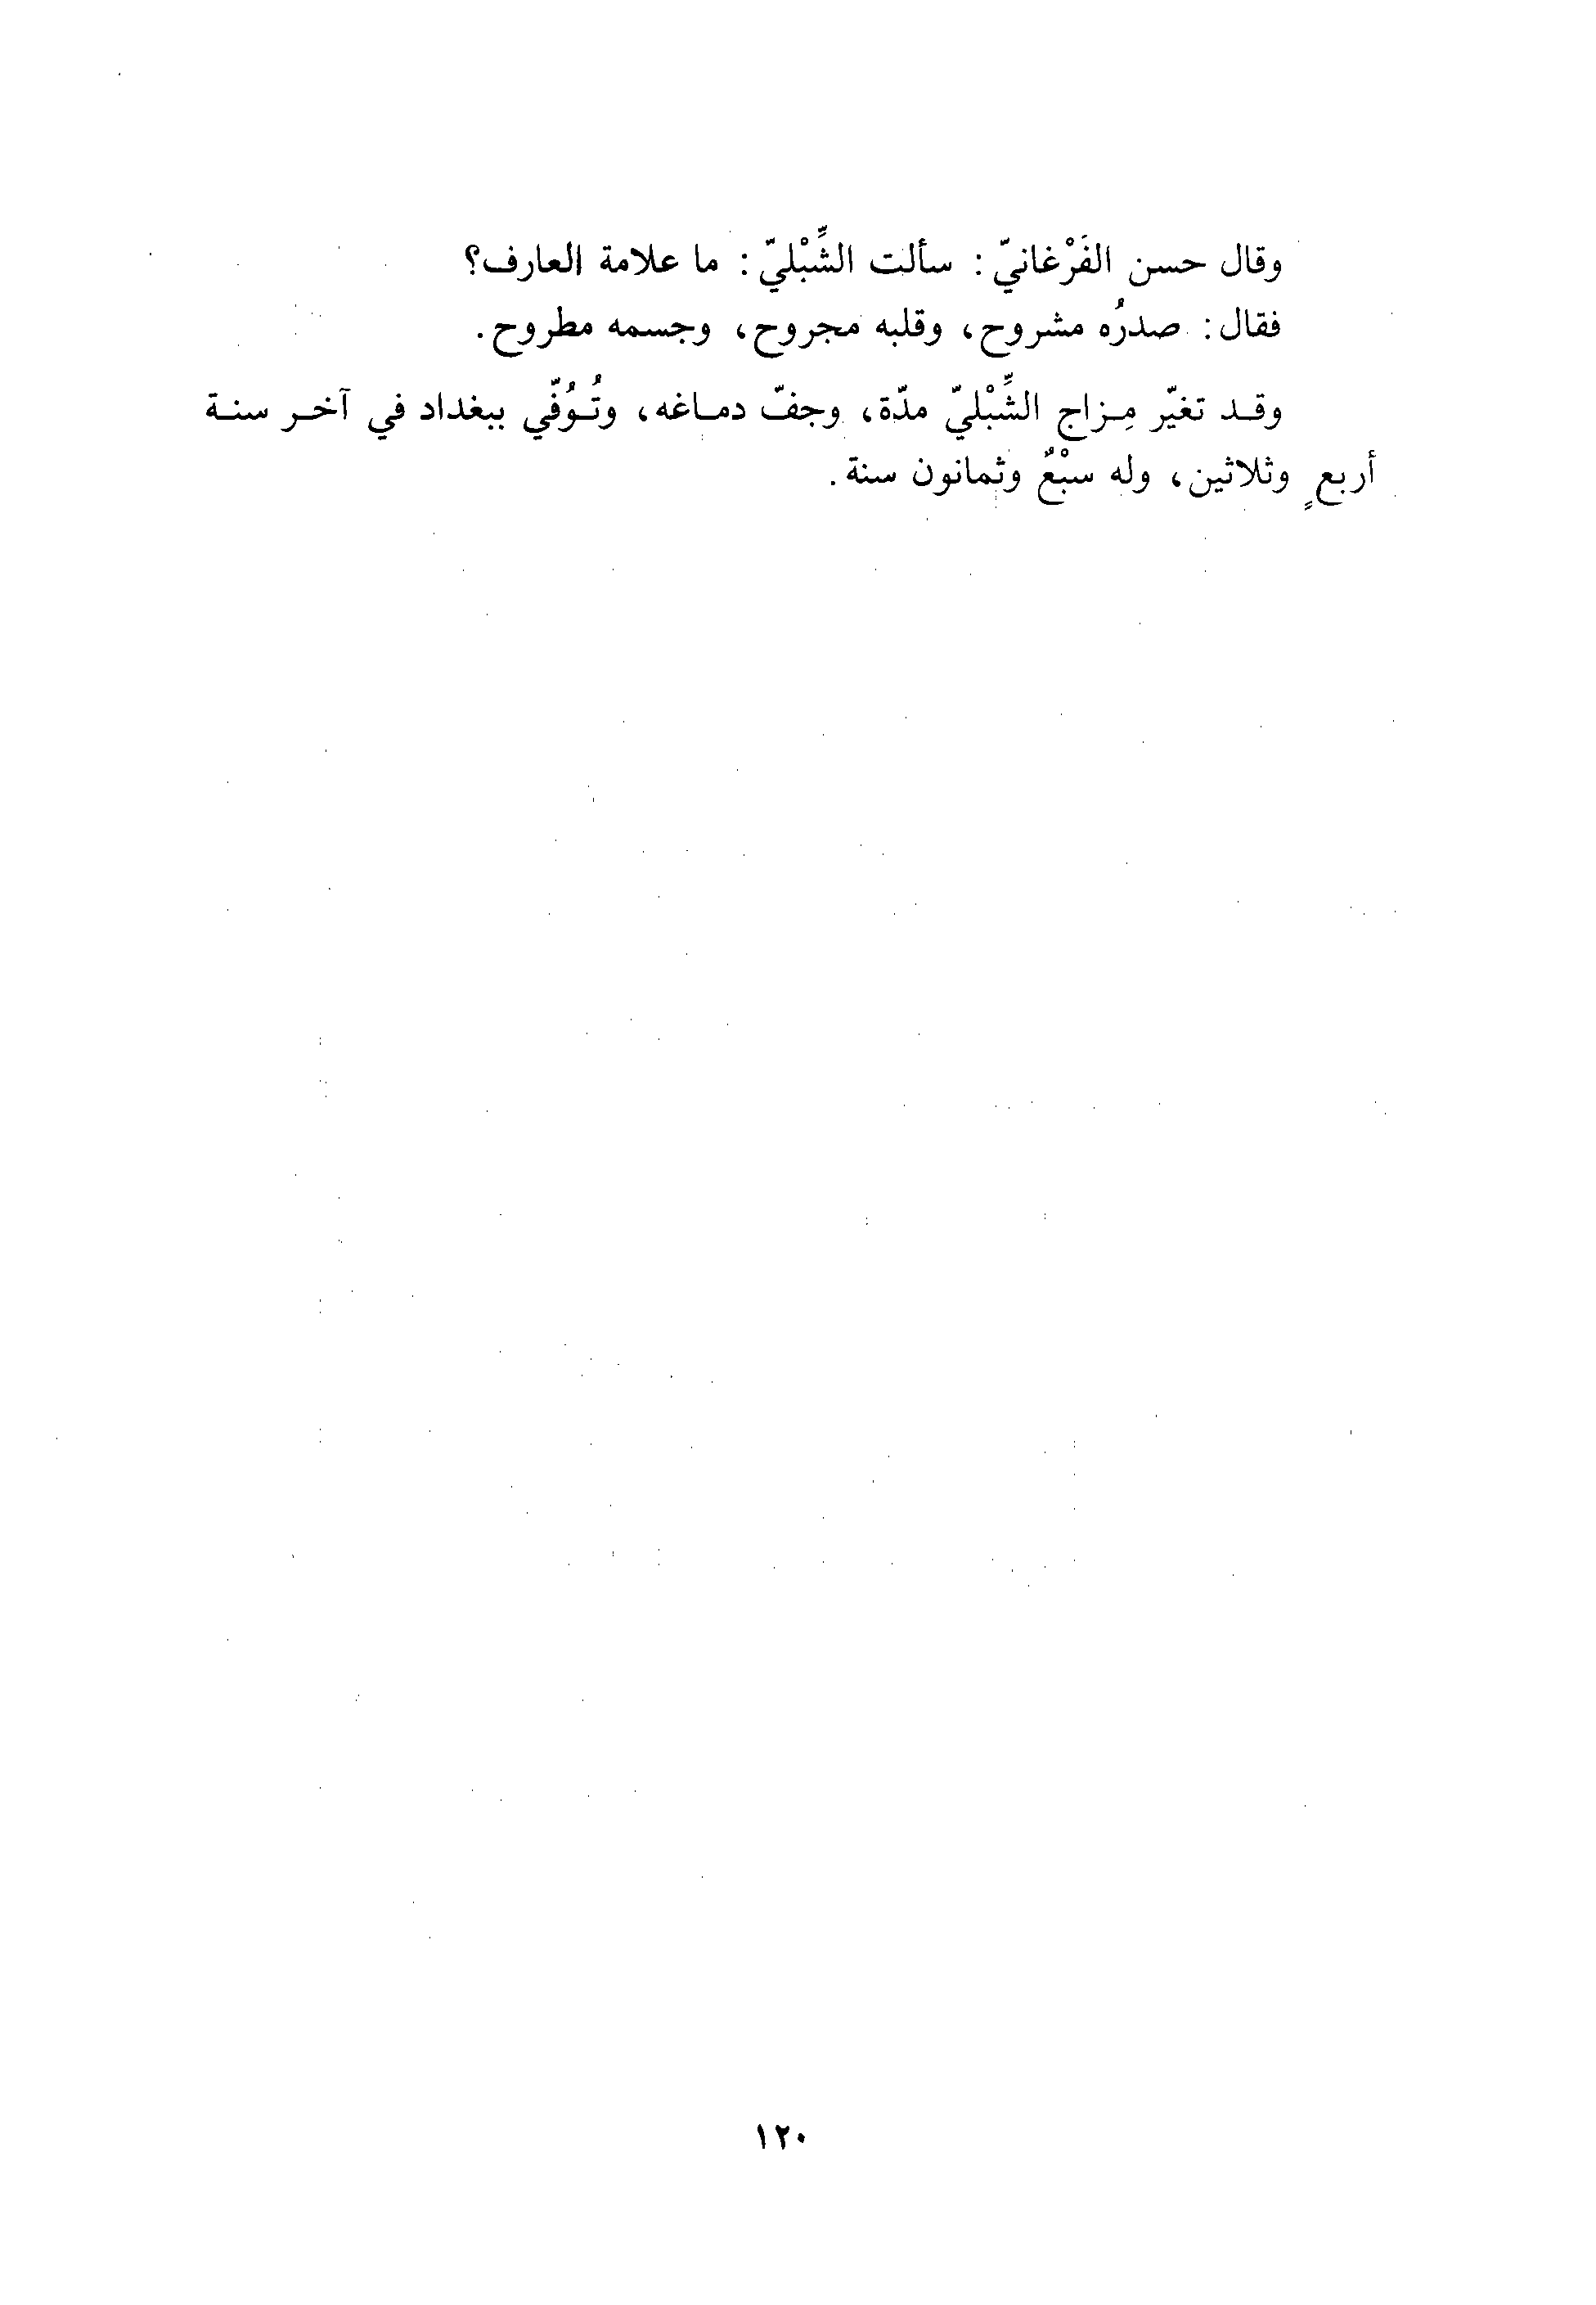 وقال حسن الفَرْغانيّ : سألت الشِّبْليّ : ما علامة العارف؟
فقال: صدرُه مشروح، وقلبه مجروح، وجسمه مطروح.
وقد تغيّر مِزاج الشِّبْليّ مدّة، وجفّ دماغه، وتُوُفّي ببغداد في آخر سنة
أربعٍ وثلاثين، وله سبْعٌ وثمانون سنة.
١٢٠